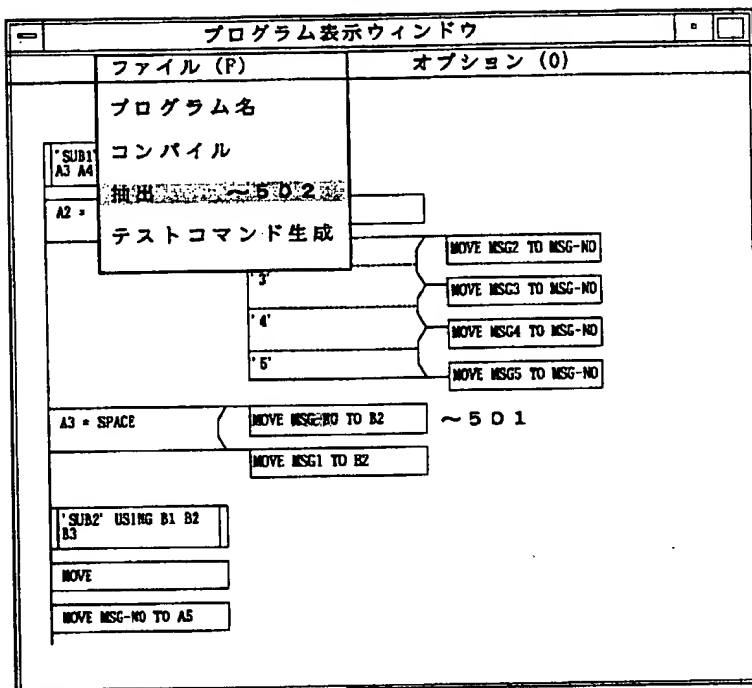 プログラム表示ウィンドウ
ファイル (F)
オプション (O)
プログラム名
コンパイル
抽出 ～502
テストコマンド生成
'SUB1'
A3 A4
A2 =
MOVE MSG2 TO MSG-NO
'3'
MOVE MSG3 TO MSG-NO
'4'
MOVE MSG4 TO MSG-NO
'5'
MOVE MSG5 TO MSG-NO
A3 = SPACE
MOVE MSG-NO TO B2
～501
MOVE MSG1 TO B2
'SUB2' USING B1 B2
B3
MOVE
MOVE MSG-NO TO A5